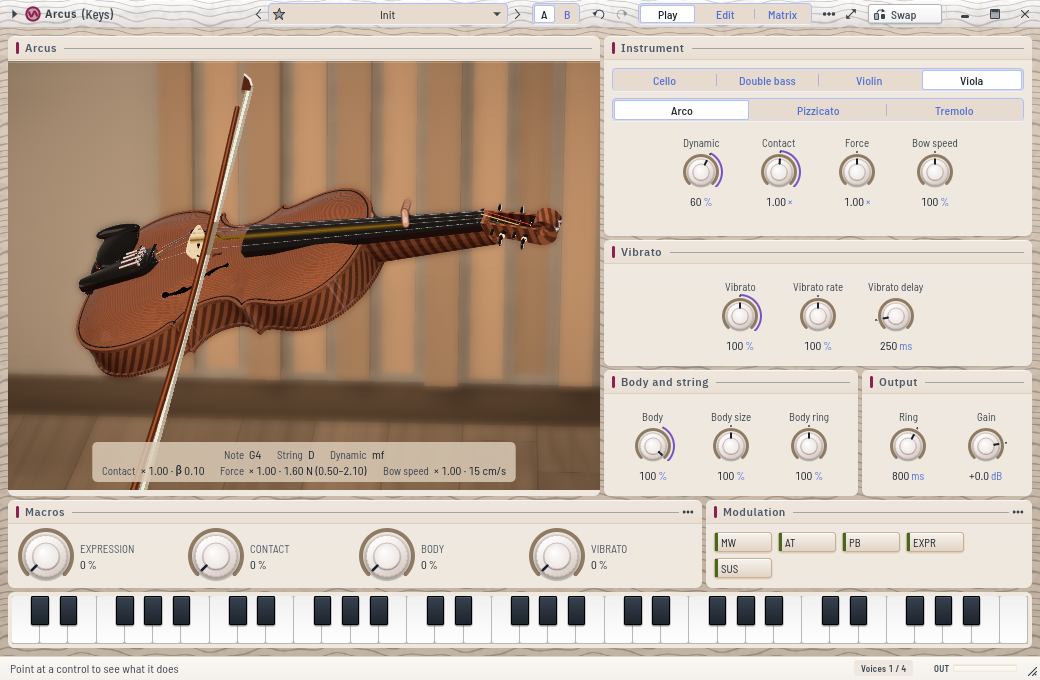 Arcus (Keys)
Init
A B
Play Edit Matrix
Swap
Arcus
Note G4 String D Dynamic mf
Contact × 1.00 · β 0.10 Force × 1.00 · 1.60 N (0.50–2.10) Bow speed × 1.00 · 15 cm/s
Instrument
Cello Double bass Violin Viola
Arco Pizzicato Tremolo
Dynamic Contact Force Bow speed
60 % 1.00 × 1.00 × 100 %
Vibrato
Vibrato Vibrato rate Vibrato delay
100 % 100 % 250 ms
Body and string
Body Body size Body ring
100 % 100 % 100 %
Output
Ring Gain
800 ms +0.0 dB
Macros
EXPRESSION
0 %
CONTACT
0 %
BODY
0 %
VIBRATO
0 %
Modulation
MW AT PB EXPR
SUS
Point at a control to see what it does
Voices 1 / 4
OUT